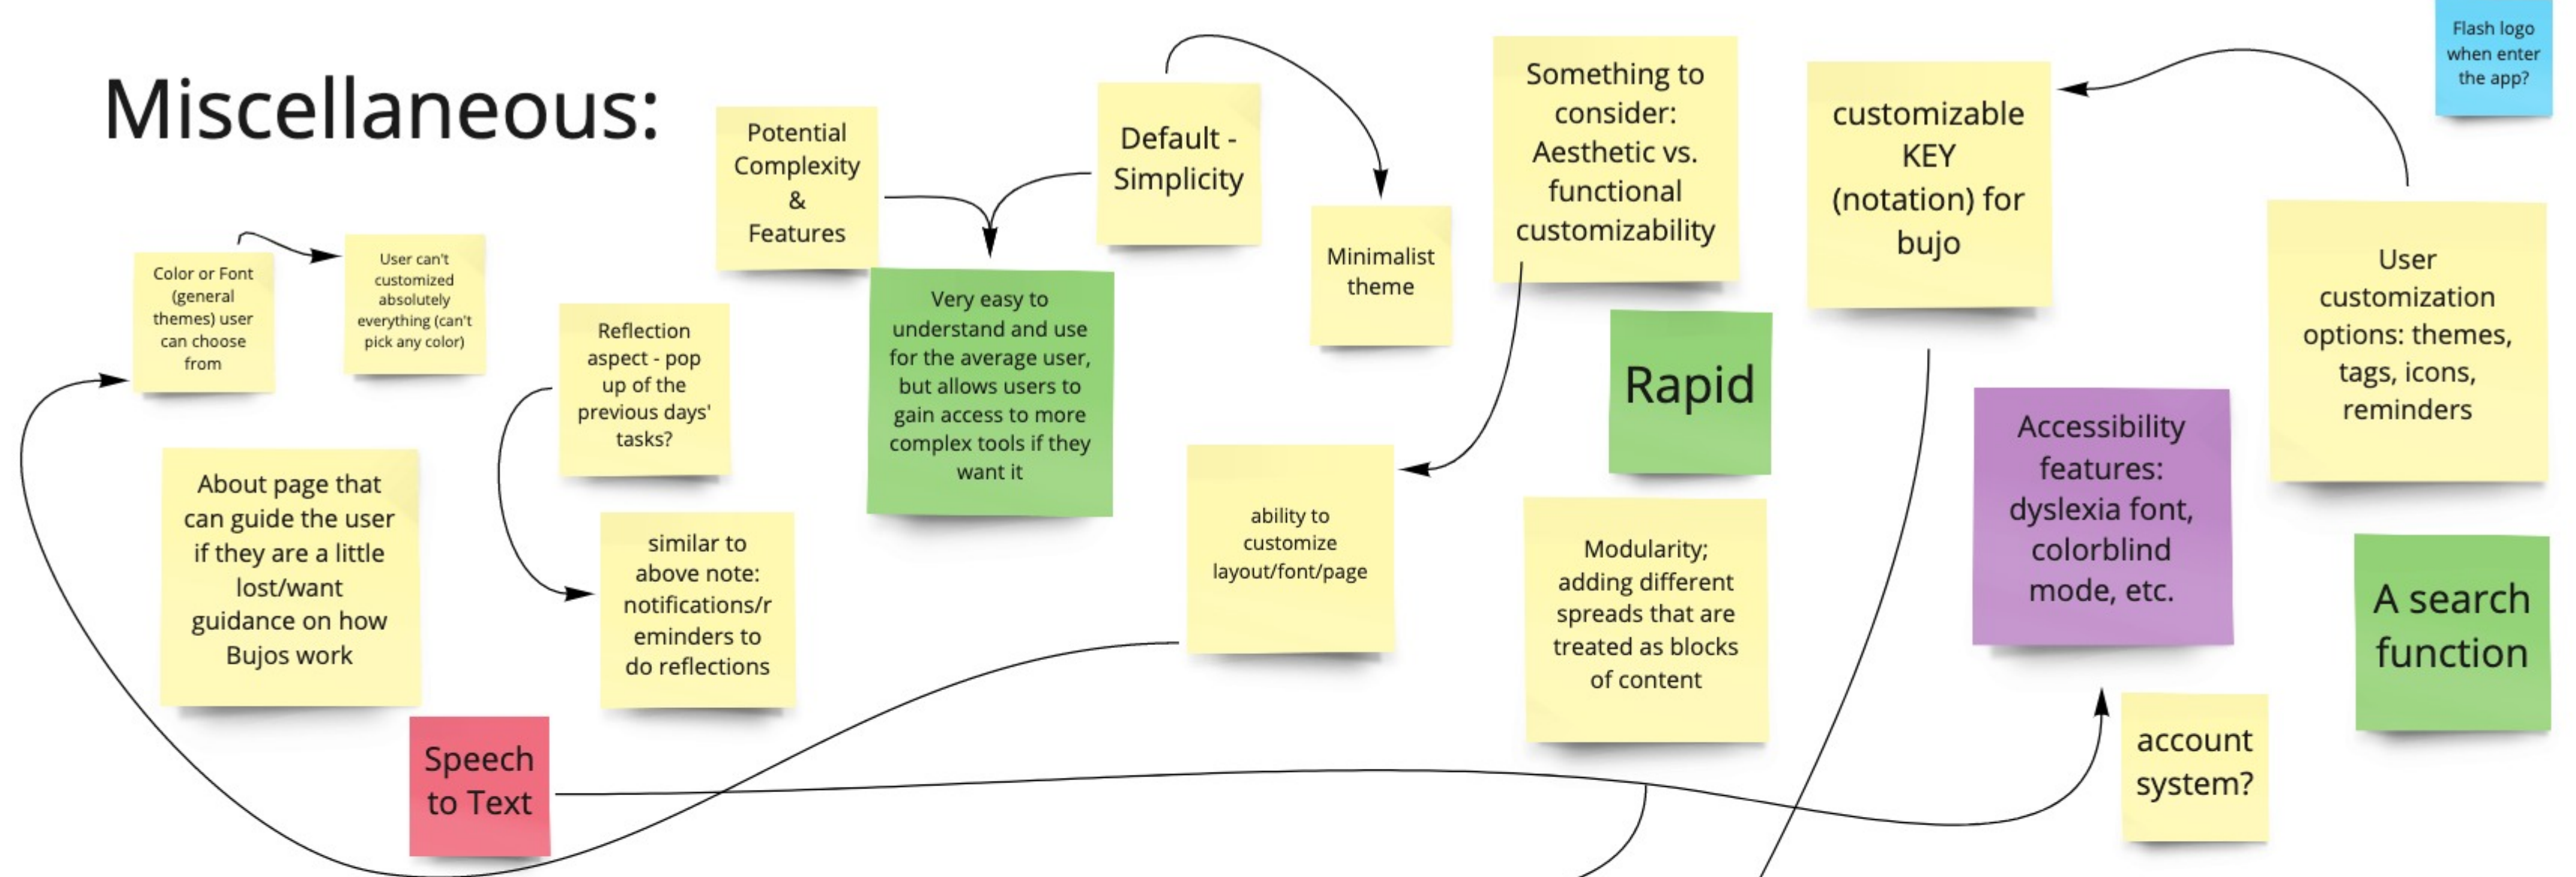 Miscellaneous:
Potential
Complexity
&
Features
Default -
Simplicity
Minimalist
theme
Something to
consider:
Aesthetic vs.
functional
customizability
customizable
KEY
(notation) for
bujo
Flash logo
when enter
the app?
Color or Font
(general
themes) user
can choose
from
User can't
customized
absolutely
everything (can't
pick any color)
Reflection
aspect - pop
up of the
previous days'
tasks?
Very easy to
understand and use
for the average user,
but allows users to
gain access to more
complex tools if they
want it
Rapid
User
customization
options: themes,
tags, icons,
reminders
Accessibility
features:
dyslexia font,
colorblind
mode, etc.
About page that
can guide the user
if they are a little
lost/want
guidance on how
Bujos work
similar to
above note:
notifications/r
eminders to
do reflections
ability to
customize
layout/font/page
Modularity;
adding different
spreads that are
treated as blocks
of content
A search
function
Speech
to Text
account
system?